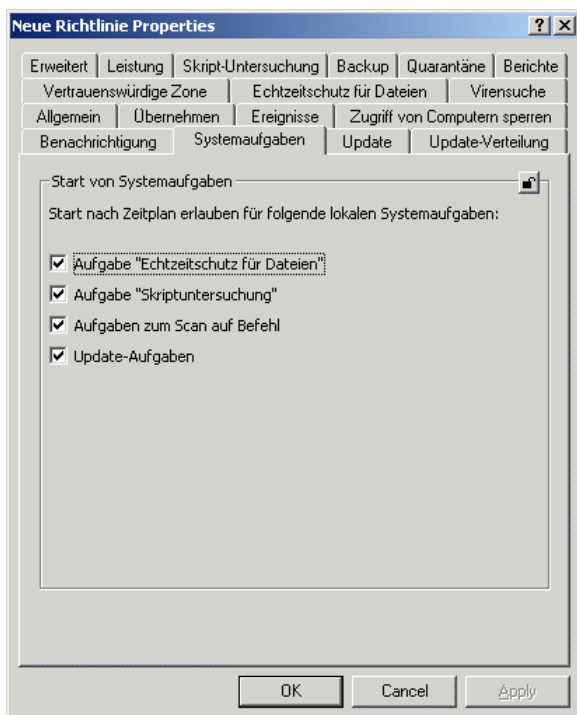 Neue Richtlinie Properties
Erweitert Leistung Skript-Untersuchung Backup Quarantäne Berichte
Vertrauenswürdige Zone Echtzeitschutz für Dateien Virensuche
Allgemein Übernehmen Ereignisse Zugriff von Computern sperren
Benachrichtigung Systemaufgaben Update Update-Verteilung
Start von Systemaufgaben
Start nach Zeitplan erlauben für folgende lokalen Systemaufgaben:
Aufgabe "Echtzeitschutz für Dateien"
Aufgabe "Skriptuntersuchung"
Aufgaben zum Scan auf Befehl
Update-Aufgaben
OK Cancel Apply